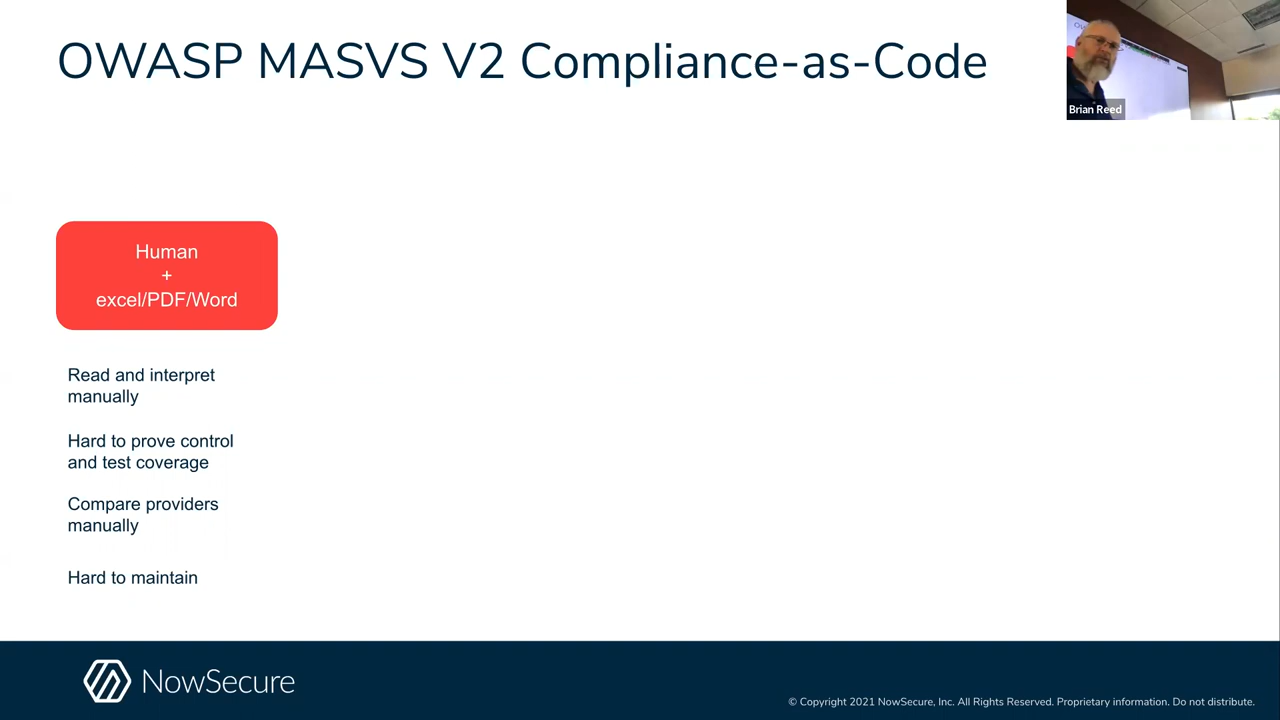 OWASP MASVS V2 Compliance-as-Code
Brian Reed
Human
+
excel/PDF/Word
Read and interpret
manually
Hard to prove control
and test coverage
Compare providers
manually
Hard to maintain
NowSecure
© Copyright 2021 NowSecure, Inc. All Rights Reserved. Proprietary information. Do not distribute.